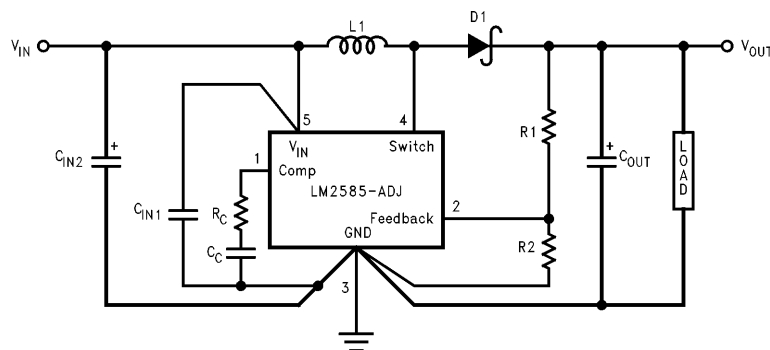 L1
D1
V_IN
V_OUT
5
4
V_IN
Switch
R1
C_IN2
+
1
Comp
LM2585-ADJ
+
C_OUT
LOAD
C_IN1
R_C
Feedback
2
GND
C_C
R2
3